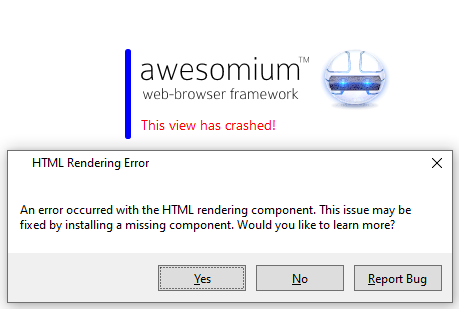 awesomium™
web-browser framework
This view has crashed!
HTML Rendering Error
An error occurred with the HTML rendering component. This issue may be
fixed by installing a missing component. Would you like to learn more?
Yes
No
Report Bug